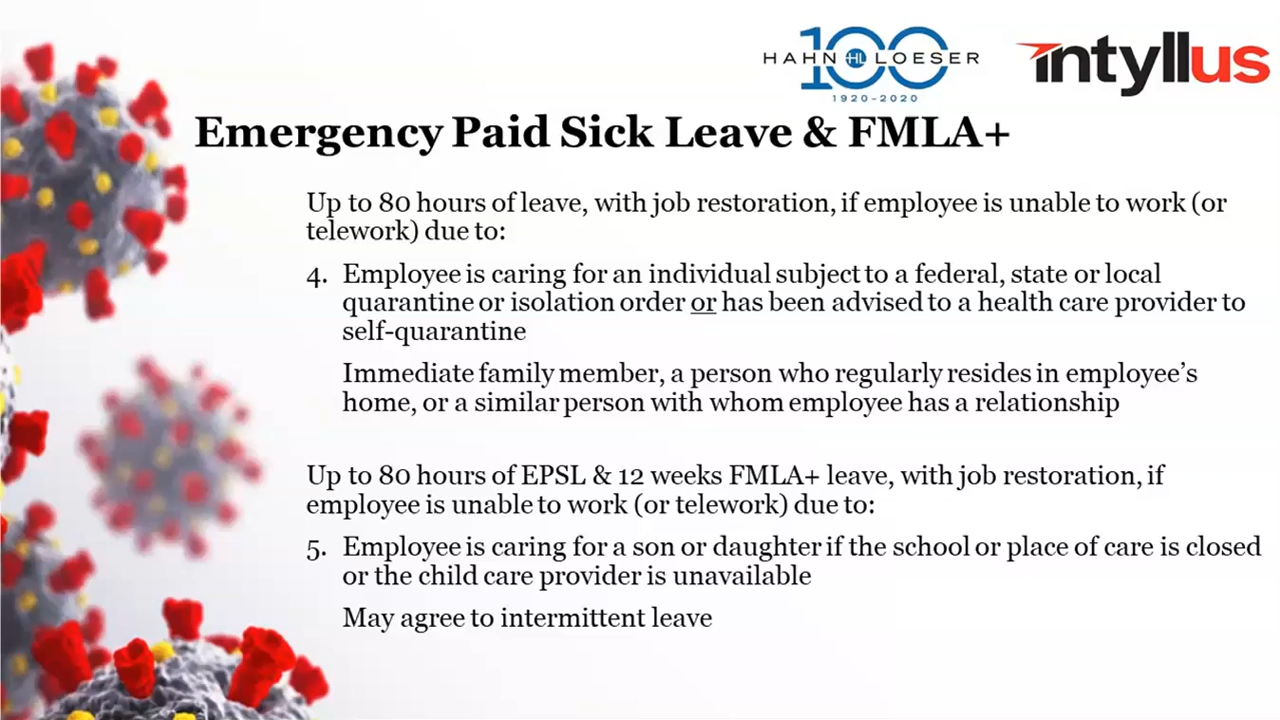 HAHN HL LOESER
100
1920-2020
intyllus
Emergency Paid Sick Leave & FMLA+
Up to 80 hours of leave, with job restoration, if employee is unable to work (or
telework) due to:
4. Employee is caring for an individual subject to a federal, state or local
quarantine or isolation order or has been advised to a health care provider to
self-quarantine
Immediate family member, a person who regularly resides in employee’s
home, or a similar person with whom employee has a relationship
Up to 80 hours of EPSL & 12 weeks FMLA+ leave, with job restoration, if
employee is unable to work (or telework) due to:
5. Employee is caring for a son or daughter if the school or place of care is closed
or the child care provider is unavailable
May agree to intermittent leave